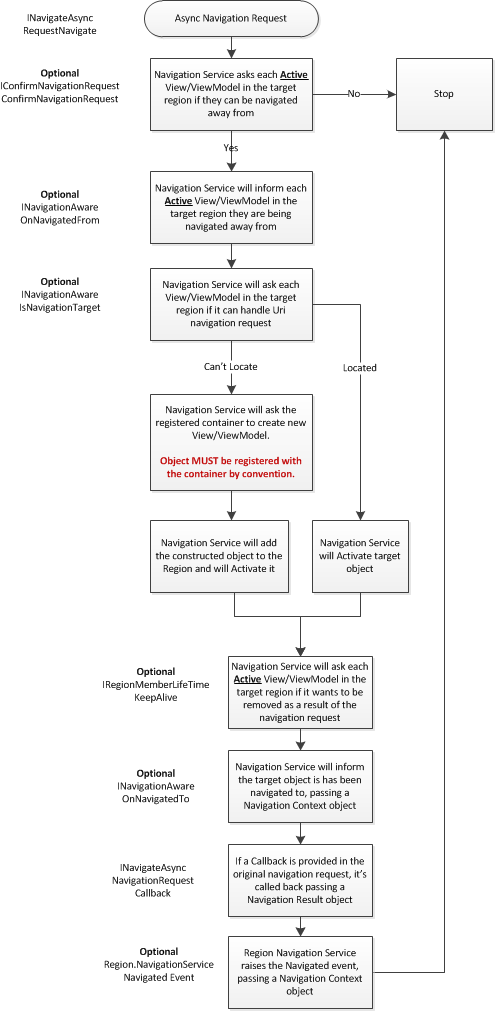 INavigateAsync
RequestNavigate
Async Navigation Request
Optional
IConfirmNavigationRequest
ConfirmNavigationRequest
Navigation Service asks each Active
View/ViewModel in the target
region if they can be navigated
away from
No
Stop
Yes
Optional
INavigationAware
OnNavigatedFrom
Navigation Service will inform each
Active View/ViewModel in the
target region they are being
navigated away from
Optional
INavigationAware
IsNavigationTarget
Navigation Service will ask each
View/ViewModel in the target
region if it can handle Uri
navigation request
Can't Locate
Located
Navigation Service will ask the
registered container to create new
View/ViewModel.
Object MUST be registered with
the container by convention.
Navigation Service will add
the constructed object to the
Region and will Activate it
Navigation Service
will Activate target
object
Optional
IRegionMemberLifeTime
KeepAlive
Navigation Service will ask each
Active View/ViewModel in the
target region if it wants to be
removed as a result of the
navigation request
Optional
INavigationAware
OnNavigatedTo
Navigation Service will inform
the target object is has been
navigated to, passing a
Navigation Context object
INavigateAsync
NavigationRequest
Callback
If a Callback is provided in the
original navigation request, it's
called back passing a
Navigation Result object
Optional
Region.NavigationService
Navigated Event
Region Navigation Service
raises the Navigated event,
passing a Navigation Context
object